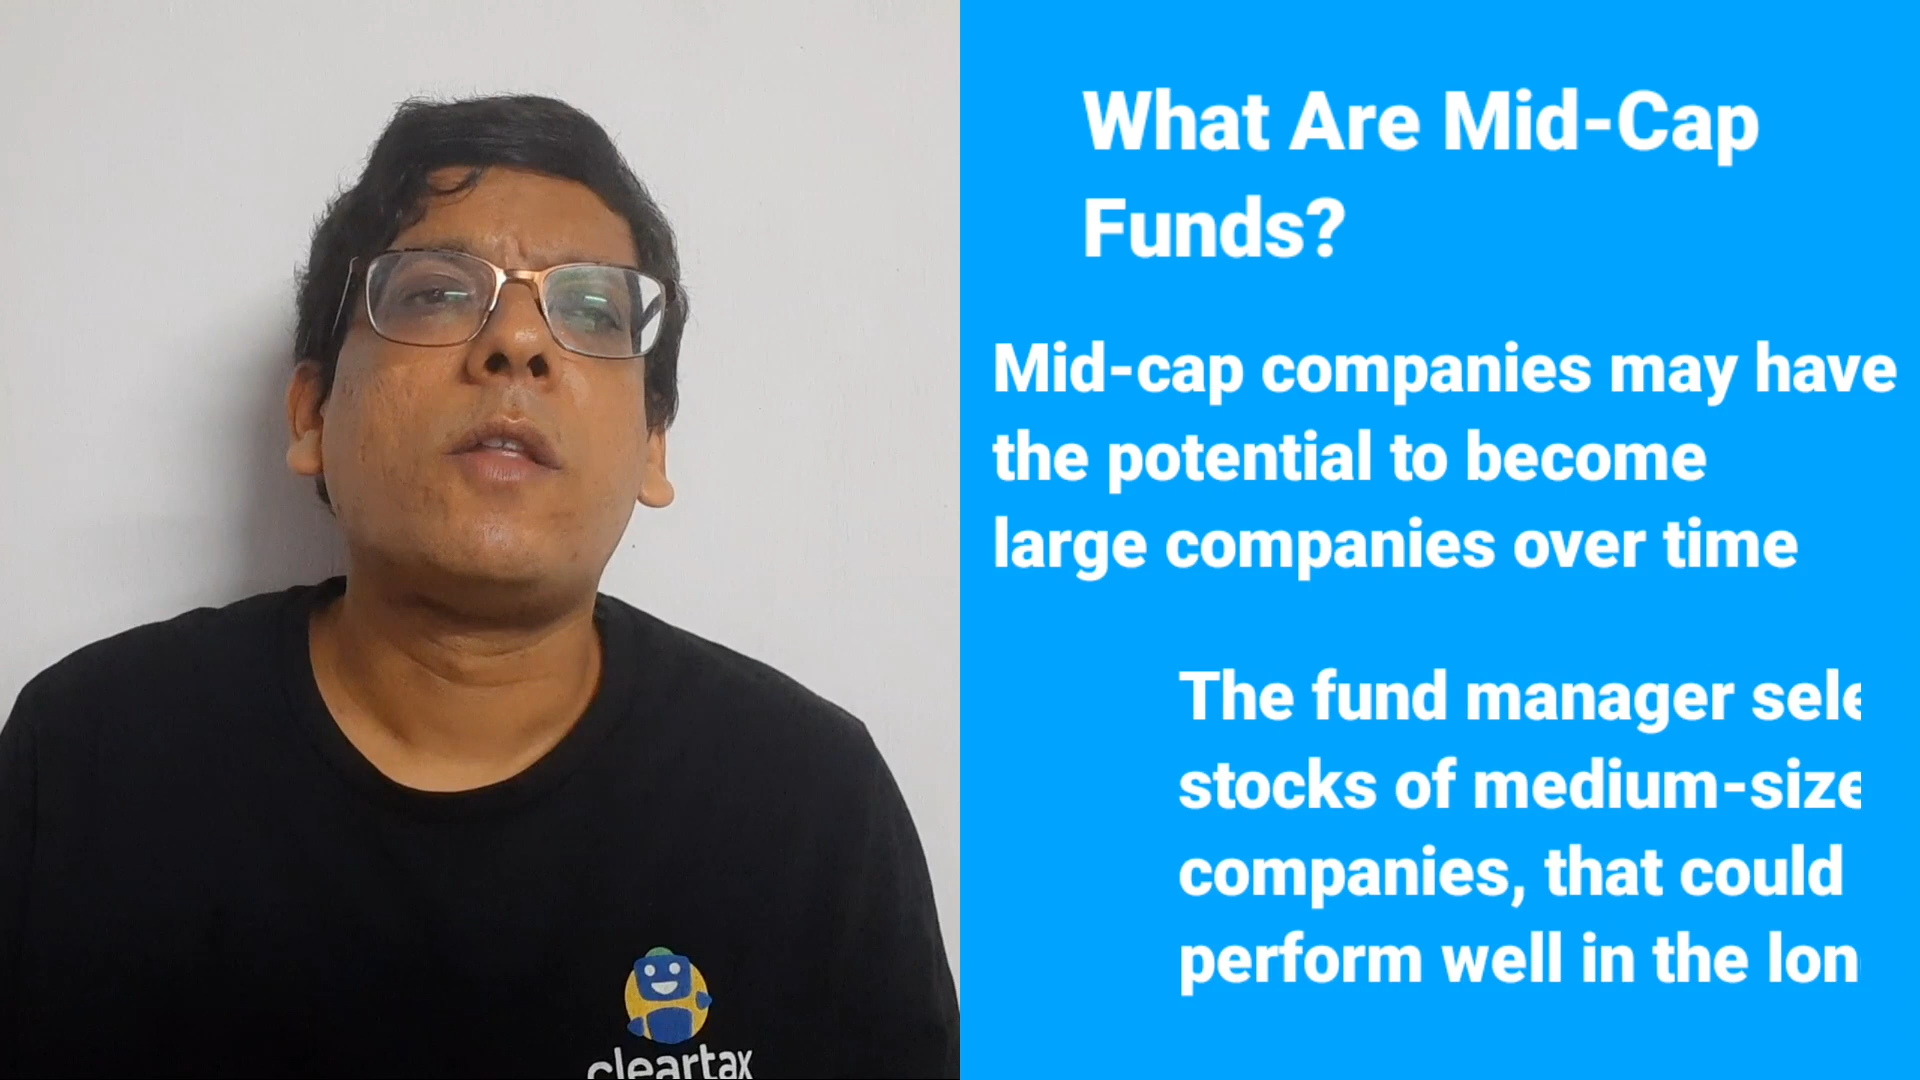 What Are Mid-Cap
Funds?
Mid-cap companies may have
the potential to become
large companies over time
The fund manager sele
stocks of medium-size
companies, that could
perform well in the lon
cleartax